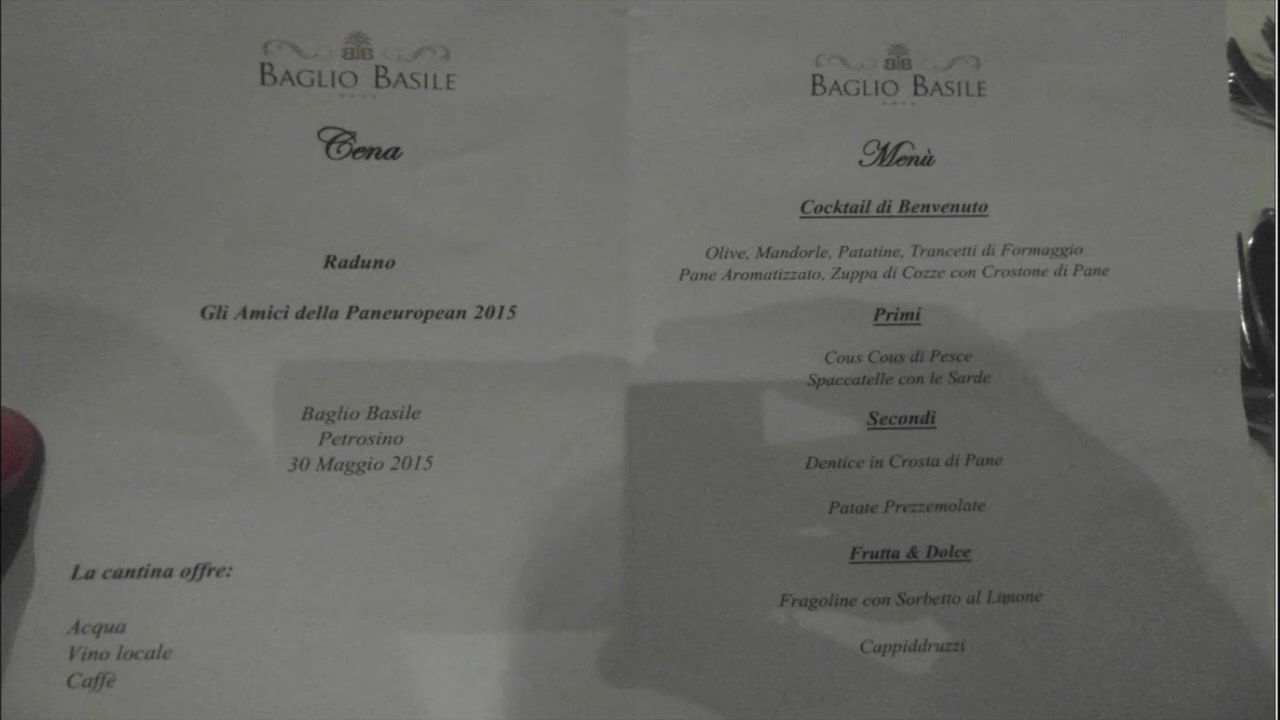 BAGLIO BASILE
Cena
Raduno
Gli Amici della Paneuropean 2015
Baglio Basile
Petrosino
30 Maggio 2015
La cantina offre:
Acqua
Vino locale
Caffè
BAGLIO BASILE
Menù
Cocktail di Benvenuto
Olive, Mandorle, Patatine, Trancetti di Formaggio
Pane Aromatizzato, Zuppa di Cozze con Crostone di Pane
Primi
Cous Cous di Pesce
Spaccatelle con le Sarde
Secondi
Dentice in Crosta di Pane
Patate Prezzemolate
Frutta & Dolce
Fragoline con Sorbetto al Limone
Cappiddruzzi